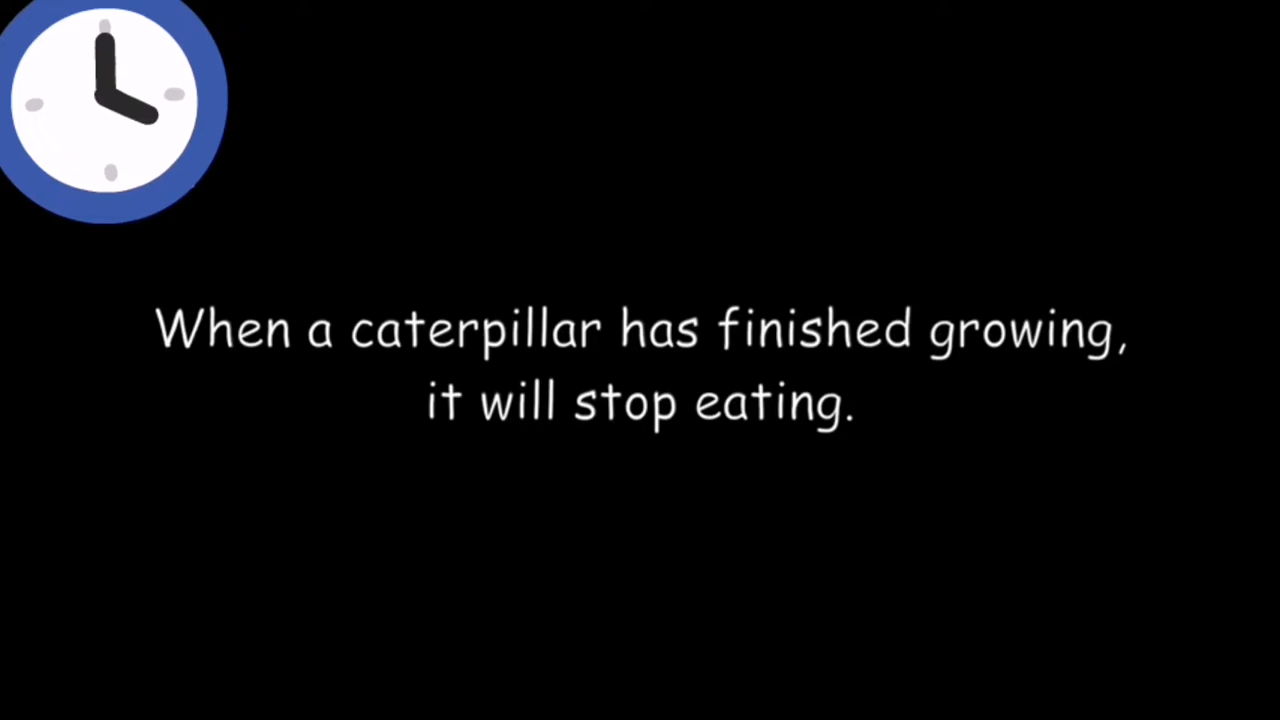 When a caterpillar has finished growing,
it will stop eating.